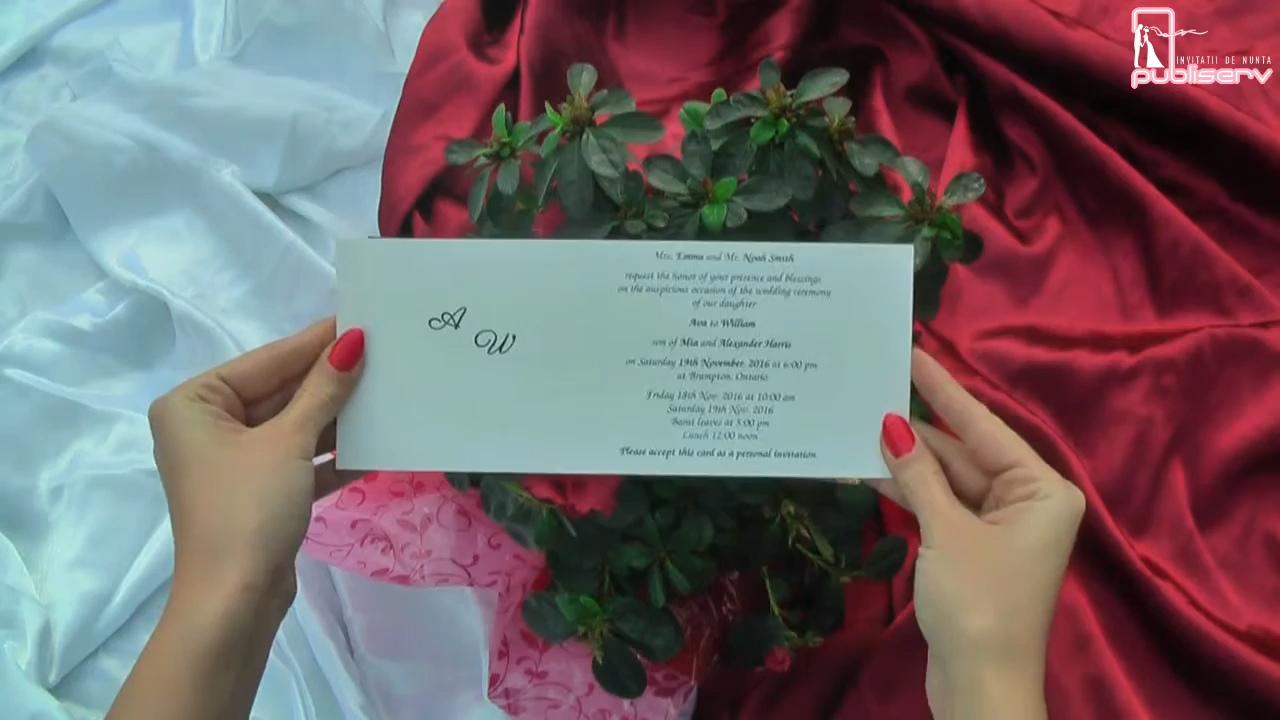 INVITATII DE NUNTA
PUBLISERV
A
W
Mrs. Emma and Mr. Noah Smith
request the honor of your presence and blessings
on the auspicious occasion of the wedding ceremony
of our daughter
Ava to William
son of Mia and Alexander Harris
on Saturday 19th November, 2016 at 6:00 pm
at Brampton, Ontario
Friday 18th Nov. 2016 at 10:00 am
Saturday 19th Nov. 2016
Barat leaves at 5:00 pm
Lunch 12:00 noon
Please accept this card as a personal invitation.